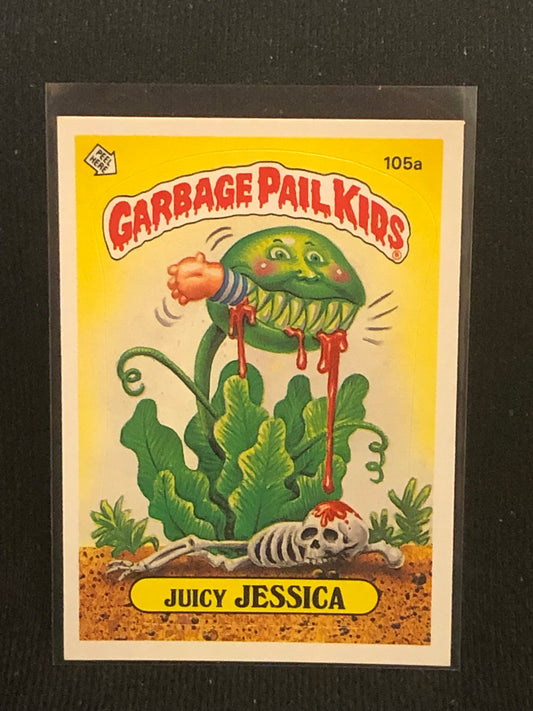 PEEL
HERE
105a
GARBAGE PAIL KIDS®
JUICY JESSICA